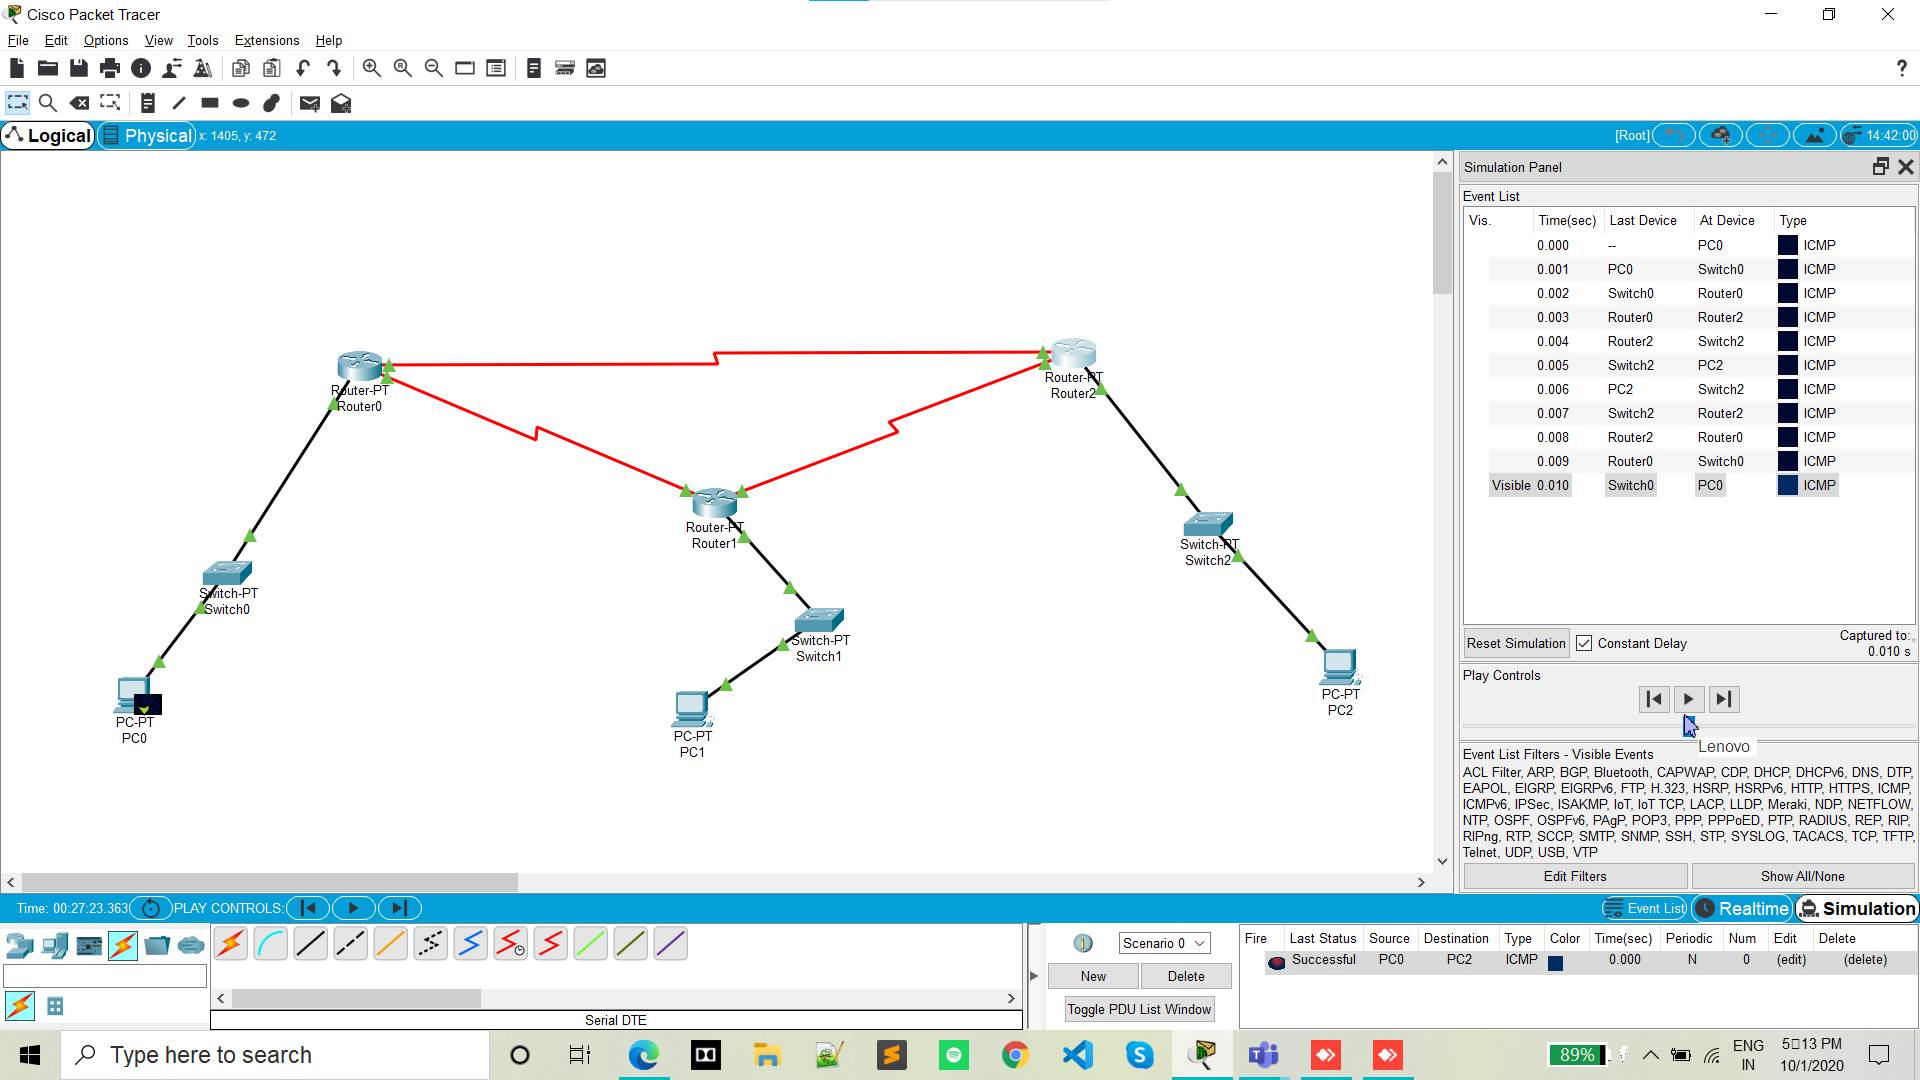 Cisco Packet Tracer
File Edit Options View Tools Extensions Help
?
Logical Physical x: 1405, y: 472 [Root] 14:42:00
Simulation Panel
Event List
Vis. Time(sec) Last Device At Device Type
0.000 -- PC0 ICMP
0.001 PC0 Switch0 ICMP
0.002 Switch0 Router0 ICMP
0.003 Router0 Router2 ICMP
0.004 Router2 Switch2 ICMP
0.005 Switch2 PC2 ICMP
0.006 PC2 Switch2 ICMP
0.007 Switch2 Router2 ICMP
0.008 Router2 Router0 ICMP
0.009 Router0 Switch0 ICMP
Visible 0.010 Switch0 PC0 ICMP
Reset Simulation Constant Delay Captured to:
0.010 s
Play Controls
Lenovo
Event List Filters - Visible Events
ACL Filter, ARP, BGP, Bluetooth, CAPWAP, CDP, DHCP, DHCPv6, DNS, DTP,
EAPOL, EIGRP, EIGRPv6, FTP, H.323, HSRP, HSRPv6, HTTP, HTTPS, ICMP,
ICMPv6, IPSec, ISAKMP, IoT, IoT TCP, LACP, LLDP, Meraki, NDP, NETFLOW,
NTP, OSPF, OSPFv6, PAgP, POP3, PPP, PPPoED, PTP, RADIUS, REP, RIP,
RIPng, RTP, SCCP, SMTP, SNMP, SSH, STP, SYSLOG, TACACS, TCP, TFTP,
Telnet, UDP, USB, VTP
Edit Filters Show All/None
Router-PT
Router0
Router-PT
Router2
Router-PT
Router1
Switch-PT
Switch2
Switch-PT
Switch0
Switch-PT
Switch1
PC-PT
PC0
PC-PT
PC1
PC-PT
PC2
Time: 00:27:23.363 PLAY CONTROLS: Event List Realtime Simulation
Scenario 0
New Delete
Toggle PDU List Window
Fire Last Status Source Destination Type Color Time(sec) Periodic Num Edit Delete
Successful PC0 PC2 ICMP 0.000 N 0 (edit) (delete)
Serial DTE
Type here to search
89%
ENG
IN
5:13 PM
10/1/2020